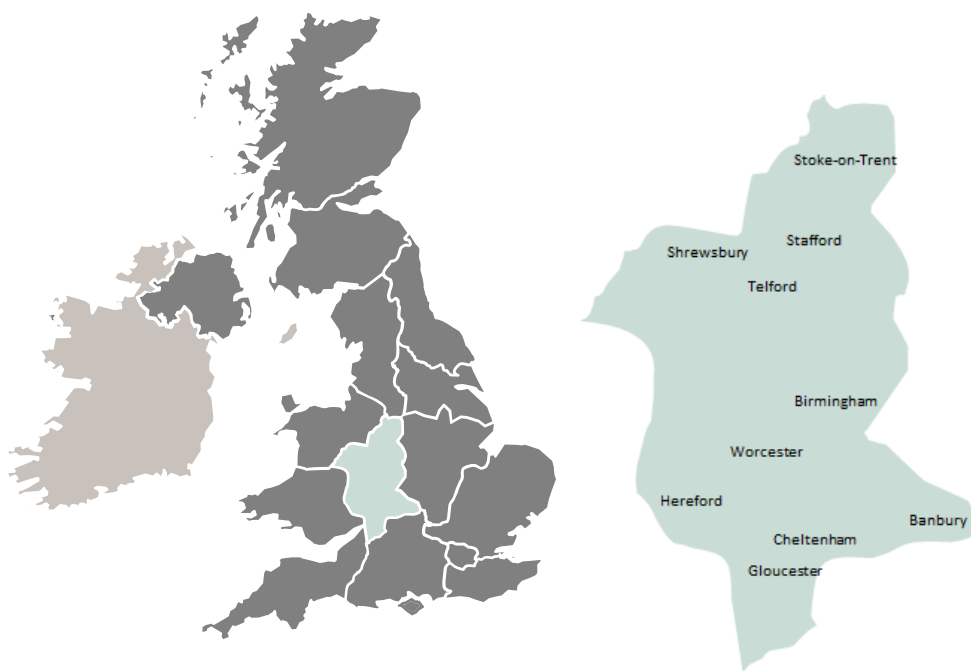 Stoke-on-Trent
Stafford
Shrewsbury
Telford
Birmingham
Worcester
Hereford
Banbury
Cheltenham
Gloucester